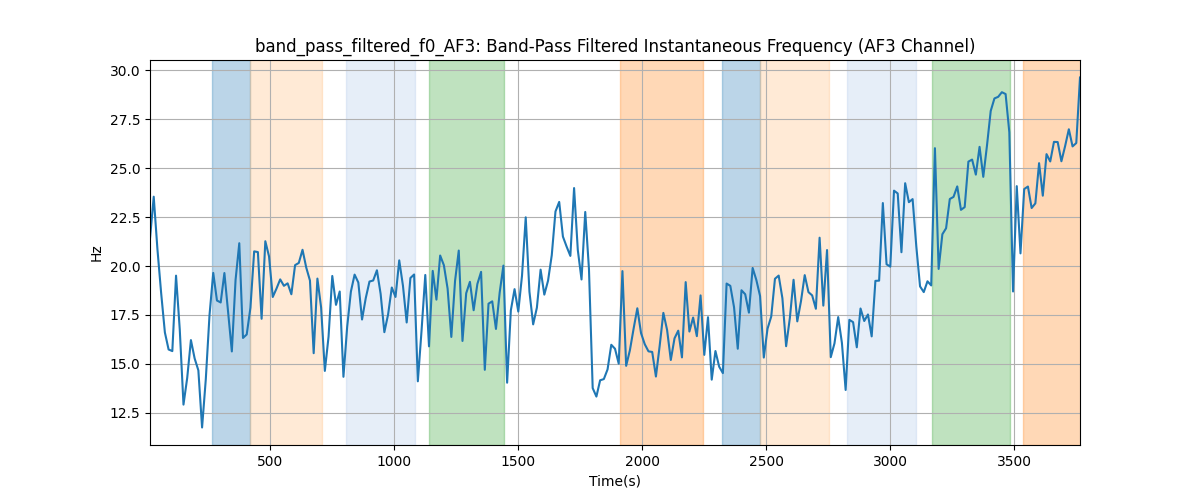 band_pass_filtered_f0_AF3: Band-Pass Filtered Instantaneous Frequency (AF3 Channel)
30.0
27.5
25.0
22.5
20.0
17.5
15.0
12.5
Hz
500 1000 1500 2000 2500 3000 3500
Time(s)